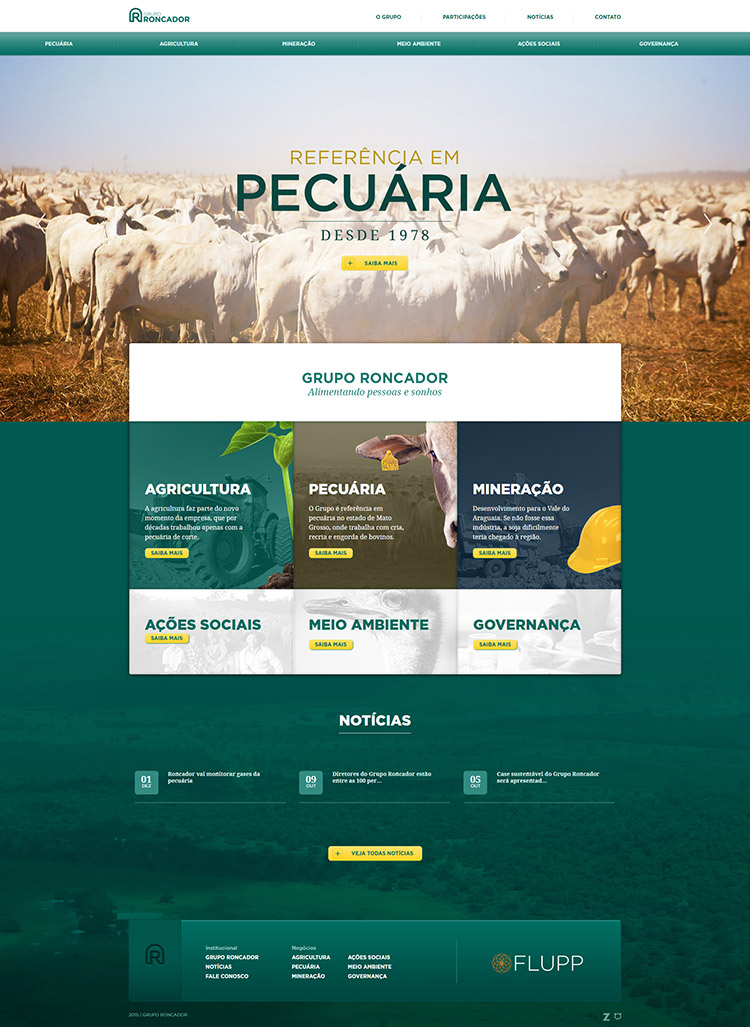 GRUPO
RONCADOR
O GRUPO
PARTICIPAÇÕES
NOTÍCIAS
CONTATO
PECUÁRIA
AGRICULTURA
MINERAÇÃO
MEIO AMBIENTE
AÇÕES SOCIAIS
GOVERNANÇA
REFERÊNCIA EM
PECUÁRIA
DESDE 1978
+ SAIBA MAIS
GRUPO RONCADOR
Alimentando pessoas e sonhos
AGRICULTURA
A agricultura faz parte do novo
momento da empresa, que por
décadas trabalhou apenas com a
pecuária de corte.
SAIBA MAIS
PECUÁRIA
O Grupo é referência em
pecuária no estado de Mato
Grosso, onde trabalha com cria,
recria e engorda de bovinos.
SAIBA MAIS
MINERAÇÃO
Desenvolvimento para o Vale do
Araguaia. Se não fosse essa
indústria, a soja dificilmente
teria chegado à região.
SAIBA MAIS
AÇÕES SOCIAIS
SAIBA MAIS
MEIO AMBIENTE
SAIBA MAIS
GOVERNANÇA
SAIBA MAIS
NOTÍCIAS
01
DEZ
Roncador vai monitorar gases da
pecuária
09
OUT
Diretores do Grupo Roncador estão
entre as 100 per...
05
OUT
Case sustentável do Grupo Roncador
será apresentad...
+ VEJA TODAS NOTÍCIAS
Institucional
GRUPO RONCADOR
NOTÍCIAS
FALE CONOSCO
Negócios
AGRICULTURA
PECUÁRIA
MINERAÇÃO
AÇÕES SOCIAIS
MEIO AMBIENTE
GOVERNANÇA
FLUPP
2015 | GRUPO RONCADOR
Z